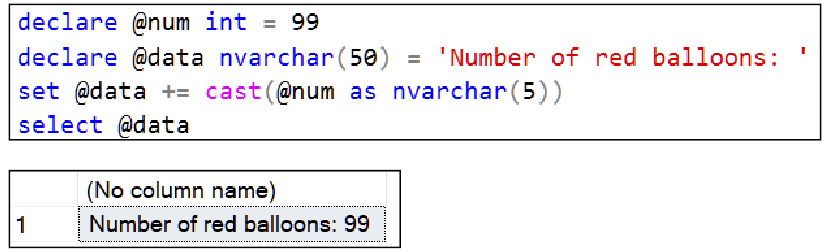 declare @num int = 99
declare @data nvarchar(50) = 'Number of red balloons: '
set @data += cast(@num as nvarchar(5))
select @data
(No column name)
1 Number of red balloons: 99